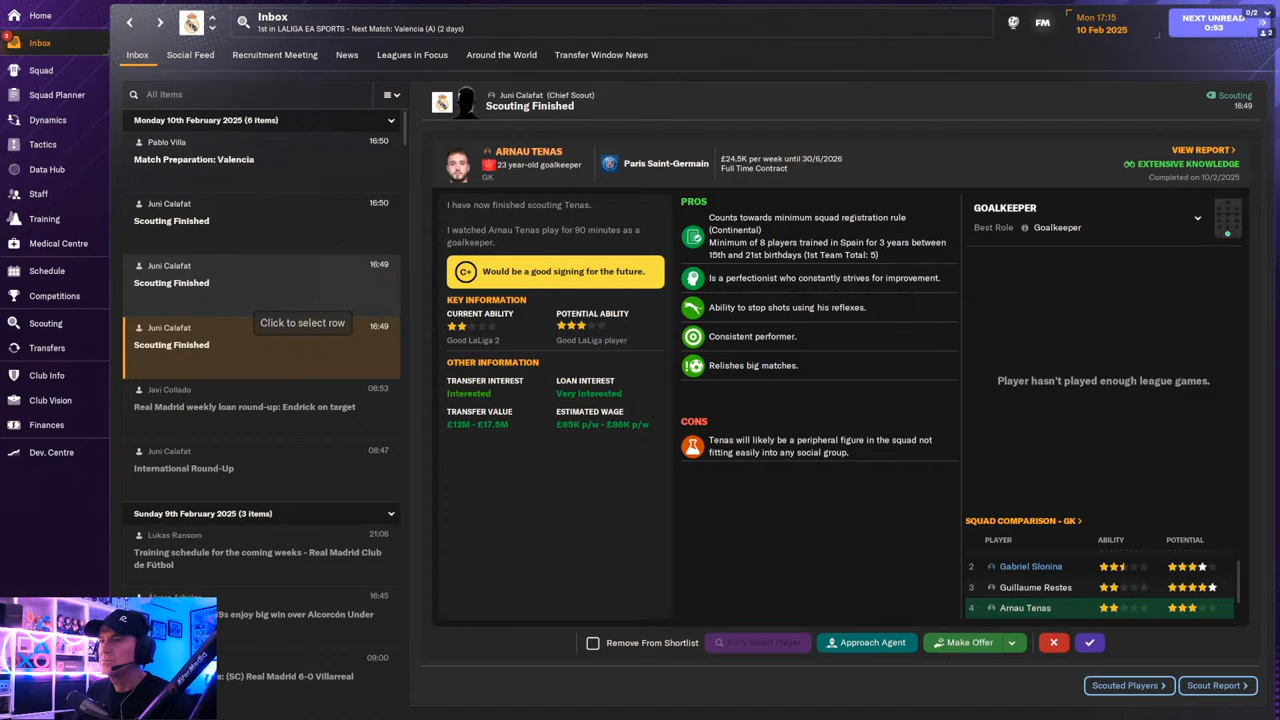 Home
3
Inbox
Squad
Squad Planner
Dynamics
Tactics
Data Hub
Staff
Training
Medical Centre
Schedule
Competitions
Scouting
Transfers
Club Info
Club Vision
Finances
Dev. Centre
Inbox
1st in LALIGA EA SPORTS - Next Match: Valencia (A) (2 days)
FM
Mon 17:15
10 Feb 2025
NEXT UNREAD
0:53
0/2
2
Inbox
Social Feed
Recruitment Meeting
News
Leagues in Focus
Around the World
Transfer Window News
All Items
Monday 10th February 2025 (6 items)
Pablo Villa 16:50
Match Preparation: Valencia
Juni Calafat 16:50
Scouting Finished
Juni Calafat 16:49
Scouting Finished
Click to select row
Juni Calafat 16:49
Scouting Finished
Javi Collado 08:53
Real Madrid weekly loan round-up: Endrick on target
Juni Calafat 08:47
International Round-Up
Sunday 9th February 2025 (3 items)
Lukas Ransom 21:06
Training schedule for the coming weeks - Real Madrid Club
de Fútbol
16:45
9s enjoy big win over Alcorcón Under
09:00
(SC) Real Madrid 6-0 Villarreal
AVerMedia
Juni Calafat (Chief Scout)
Scouting Finished
Scouting
16:49
ARNAU TENAS
23 year-old goalkeeper
GK
Paris Saint-Germain
£24.5K per week until 30/6/2026
Full Time Contract
VIEW REPORT >
EXTENSIVE KNOWLEDGE
Completed on 10/2/2025
I have now finished scouting Tenas.
I watched Arnau Tenas play for 90 minutes as a
goalkeeper.
C+ Would be a good signing for the future.
KEY INFORMATION
CURRENT ABILITY
Good LaLiga 2
POTENTIAL ABILITY
Good LaLiga player
OTHER INFORMATION
TRANSFER INTEREST
Interested
LOAN INTEREST
Very Interested
TRANSFER VALUE
£12M - £17.5M
ESTIMATED WAGE
£65K p/w - £86K p/w
PROS
Counts towards minimum squad registration rule
(Continental)
Minimum of 8 players trained in Spain for 3 years between
15th and 21st birthdays (1st Team Total: 5)
Is a perfectionist who constantly strives for improvement.
Ability to stop shots using his reflexes.
Consistent performer.
Relishes big matches.
CONS
Tenas will likely be a peripheral figure in the squad not
fitting easily into any social group.
GOALKEEPER
Best Role Goalkeeper
Player hasn't played enough league games.
SQUAD COMPARISON - GK >
PLAYER ABILITY POTENTIAL
2 Gabriel Slonina
3 Guillaume Restes
4 Arnau Tenas
Remove From Shortlist
Fully Scout Player
Approach Agent
Make Offer
Scouted Players >
Scout Report >